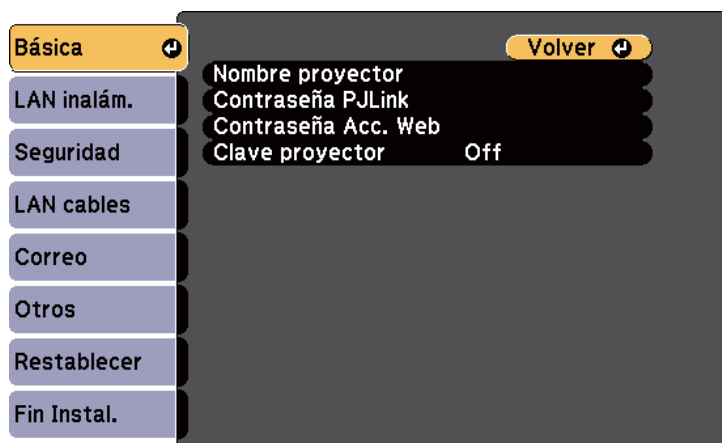 Básica
LAN inalám.
Seguridad
LAN cables
Correo
Otros
Restablecer
Fin Instal.
Volver
Nombre proyector
Contraseña PJLink
Contraseña Acc. Web
Clave proyector Off